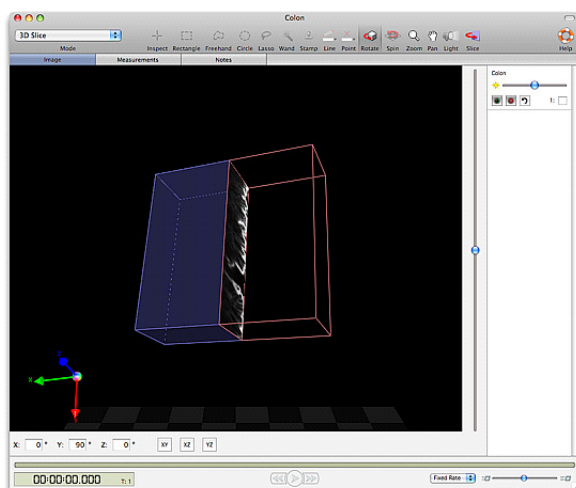 Colon
3D Slice
Mode
Inspect Rectangle Freehand Circle Lasso Wand Stamp Line Point Rotate Spin Zoom Pan Light Slice
Help
Image Measurements Notes
Colon
t:
X
X: 0 ° Y: 90 ° Z: 0 ° XY XZ YZ
00:00:00.000 T: 1
Fixed Rate